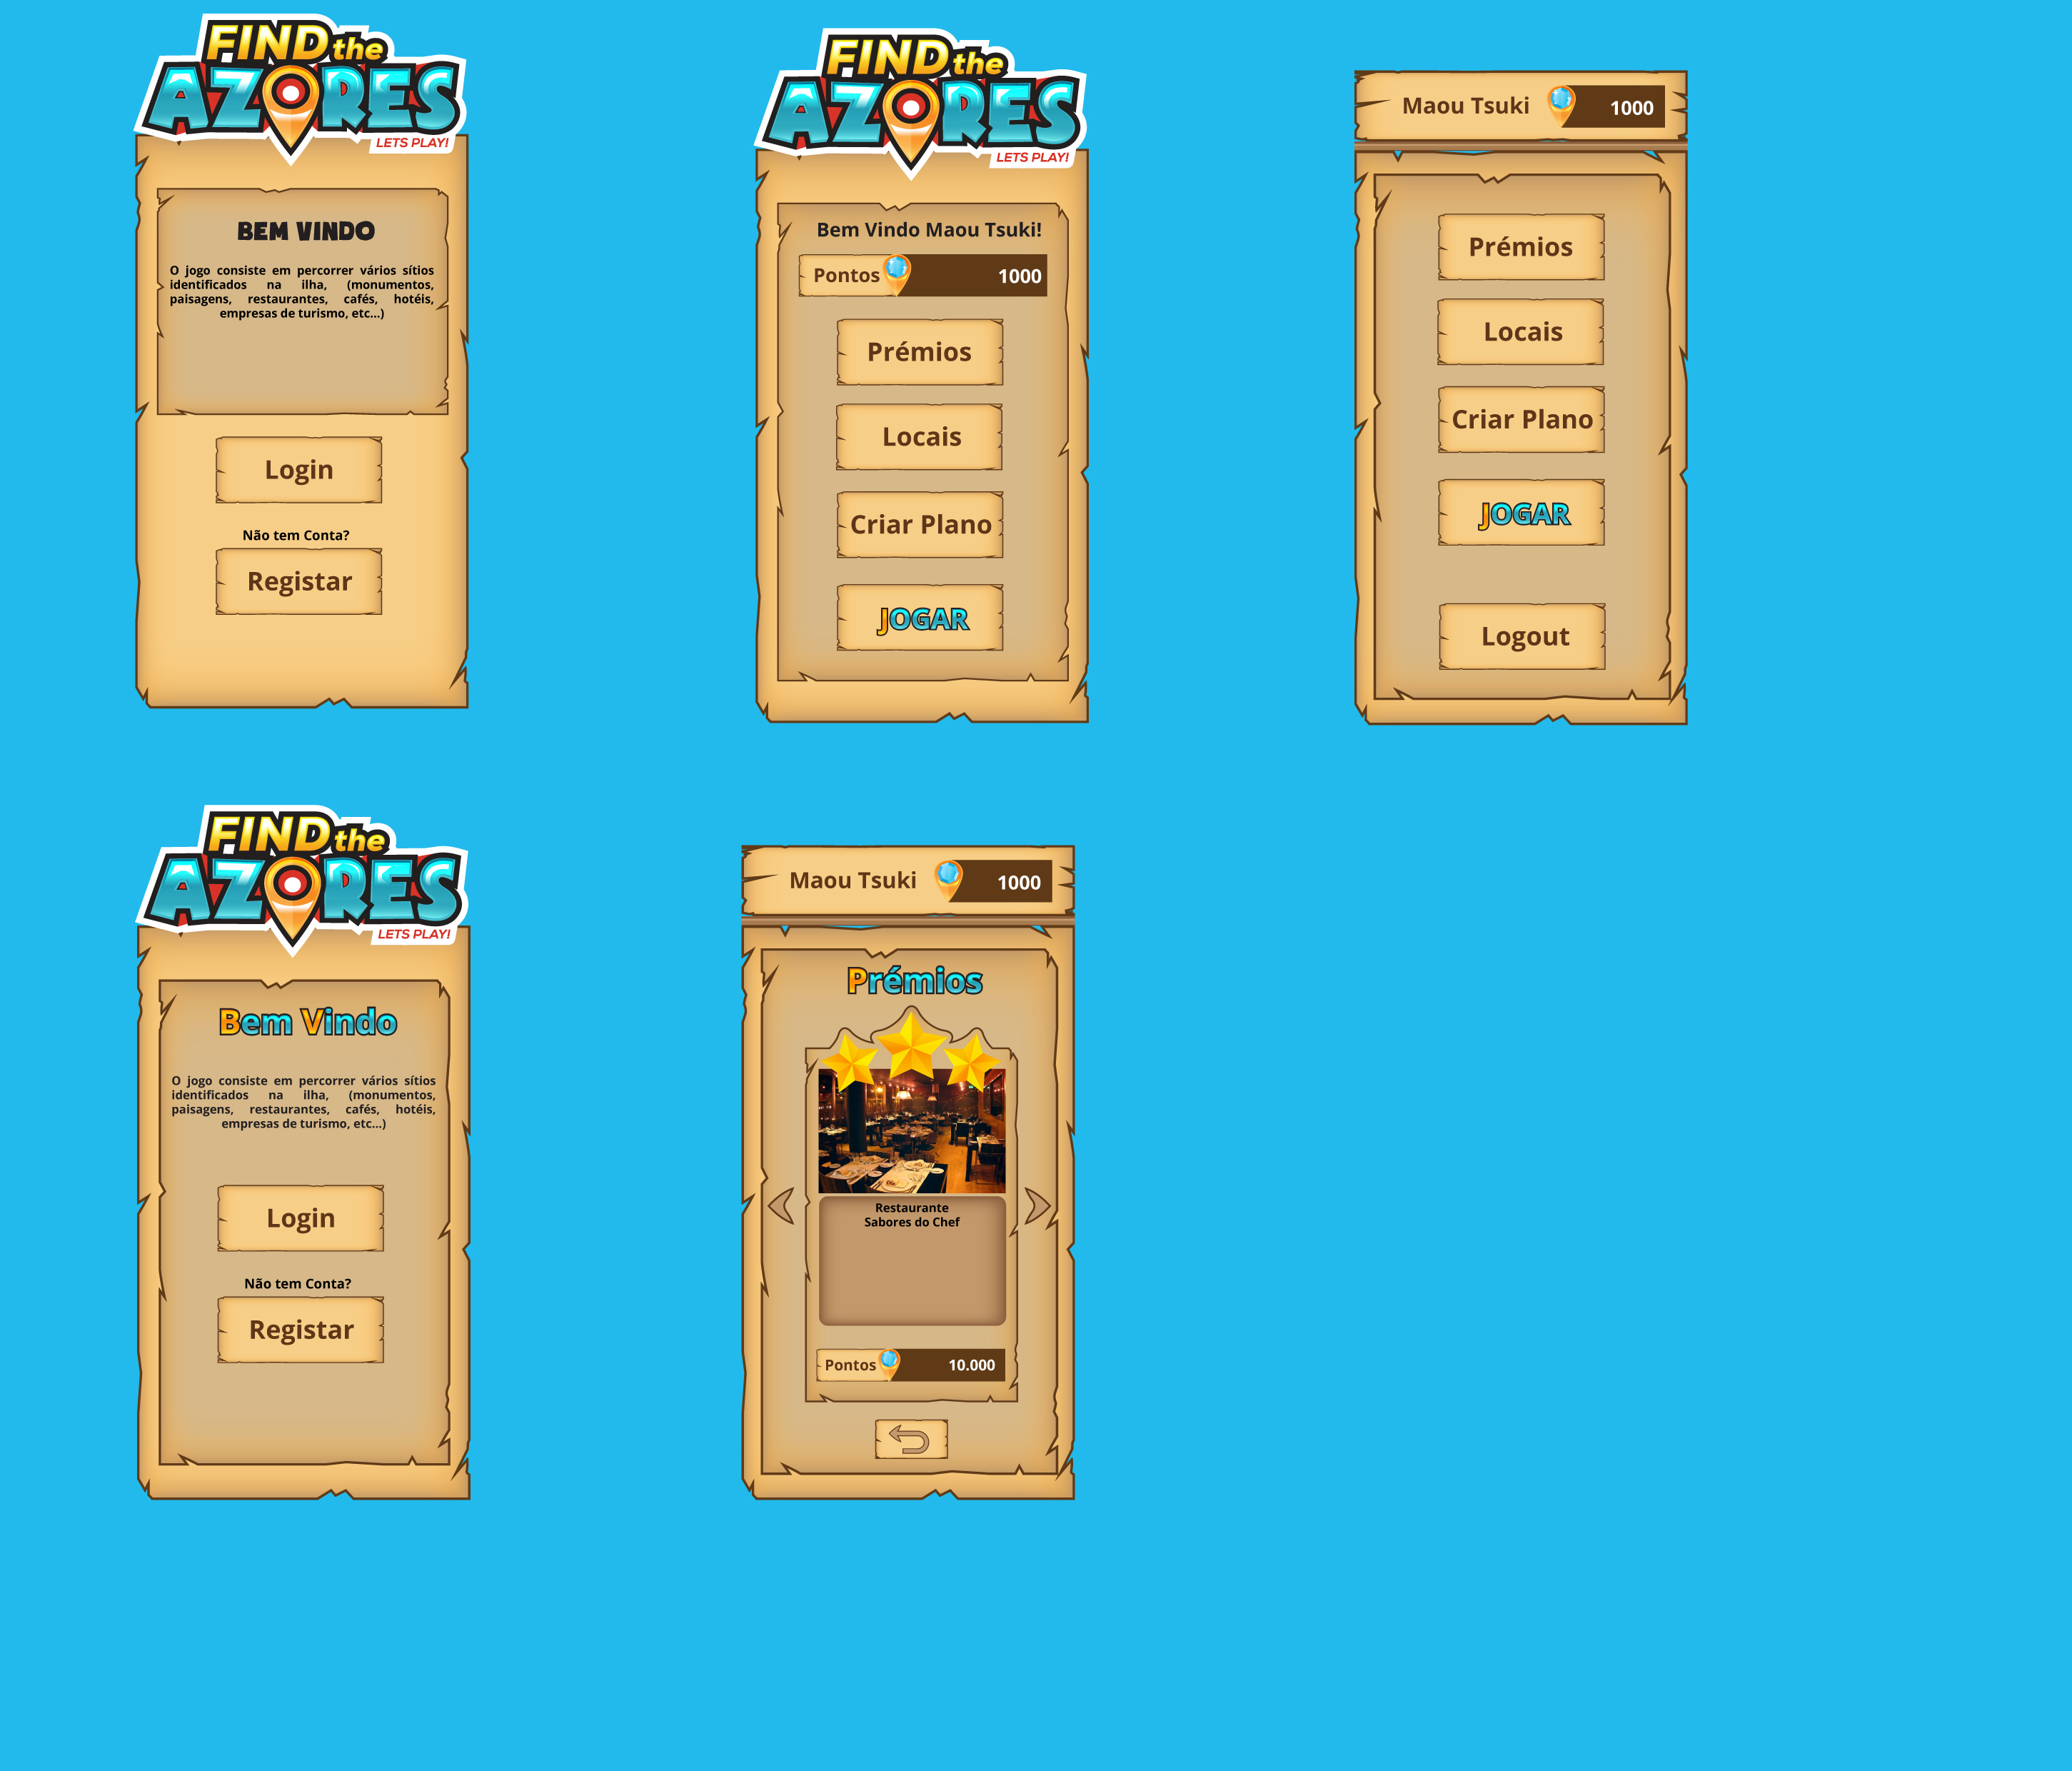 FIND the
AZORES
LETS PLAY!
BEM VINDO
O jogo consiste em percorrer vários sítios
identificados na ilha, (monumentos,
paisagens, restaurantes, cafés, hotéis,
empresas de turismo, etc...)
Login
Não tem Conta?
Registar
FIND the
AZORES
LETS PLAY!
Bem Vindo Maou Tsuki!
Pontos 1000
Prémios
Locais
Criar Plano
JOGAR
Maou Tsuki 1000
Prémios
Locais
Criar Plano
JOGAR
Logout
FIND the
AZORES
LETS PLAY!
Bem Vindo
O jogo consiste em percorrer vários sítios
identificados na ilha, (monumentos,
paisagens, restaurantes, cafés, hotéis,
empresas de turismo, etc...)
Login
Não tem Conta?
Registar
Maou Tsuki 1000
Prémios
Restaurante
Sabores do Chef
Pontos 10.000